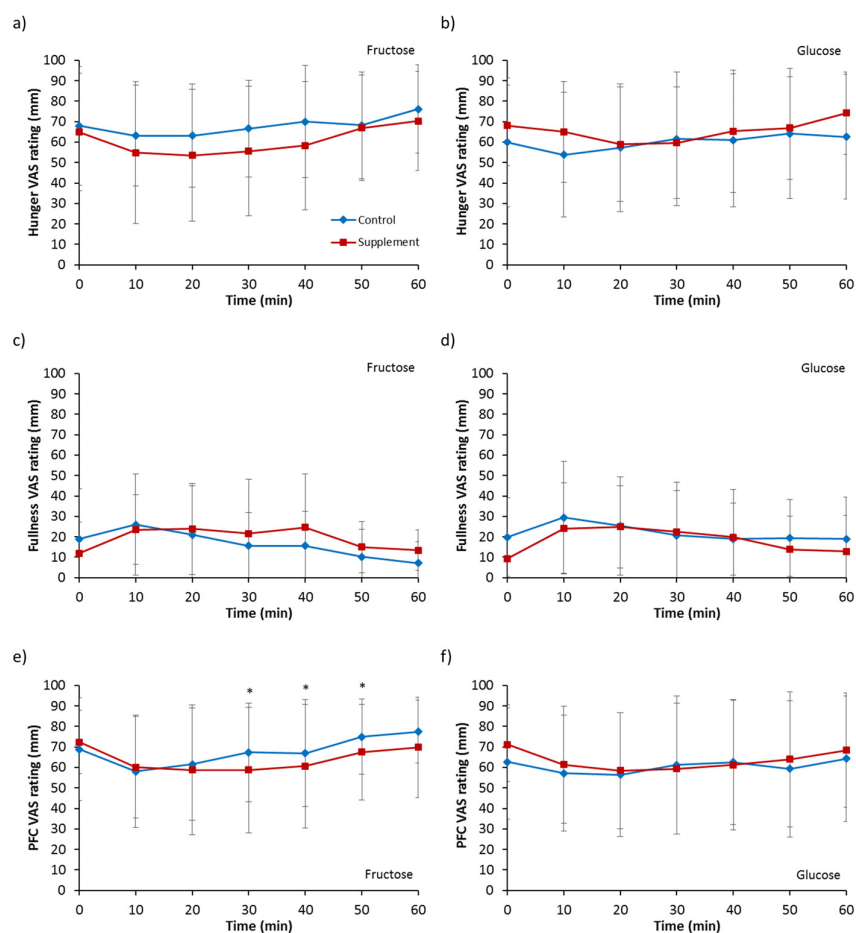 a)
Fructose
Hunger VAS rating (mm)
100
90
80
70
60
50
40
30
20
10
0
Control
Supplement
0 10 20 30 40 50 60
Time (min)
b)
Glucose
Hunger VAS rating (mm)
100
90
80
70
60
50
40
30
20
10
0
0 10 20 30 40 50 60
Time (min)
c)
Fructose
Fullness VAS rating (mm)
100
90
80
70
60
50
40
30
20
10
0
0 10 20 30 40 50 60
Time (min)
d)
Glucose
Fullness VAS rating (mm)
100
90
80
70
60
50
40
30
20
10
0
0 10 20 30 40 50 60
Time (min)
e)
PFC VAS rating (mm)
100
90
80
70
60
50
40
30
20
10
0
* * *
Fructose
0 10 20 30 40 50 60
Time (min)
f)
PFC VAS rating (mm)
100
90
80
70
60
50
40
30
20
10
0
Glucose
0 10 20 30 40 50 60
Time (min)